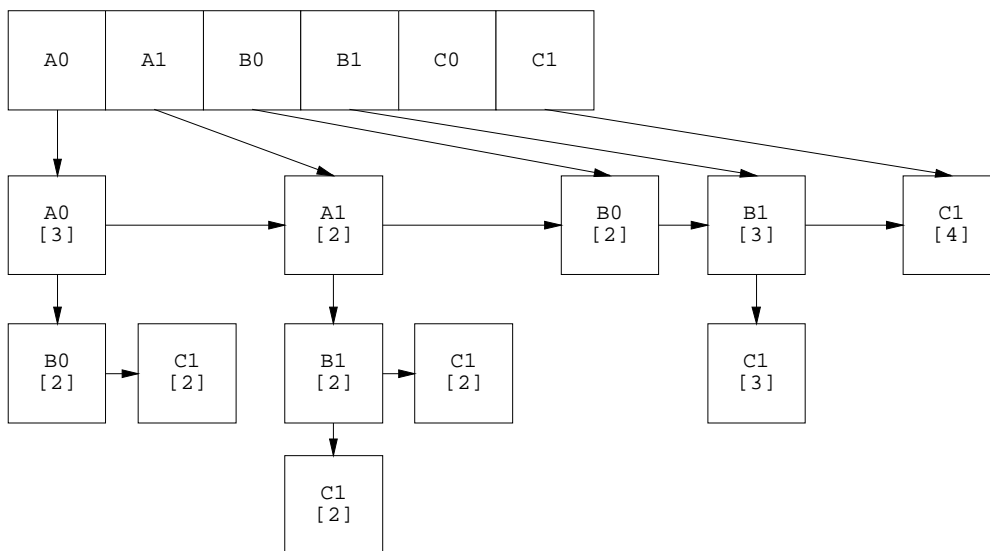 A0 A1 B0 B1 C0 C1
A0 A1 B0 B1 C1
[3] [2] [2] [3] [4]
B0 C1 B1 C1 C1
[2] [2] [2] [2] [3]
C1
[2]